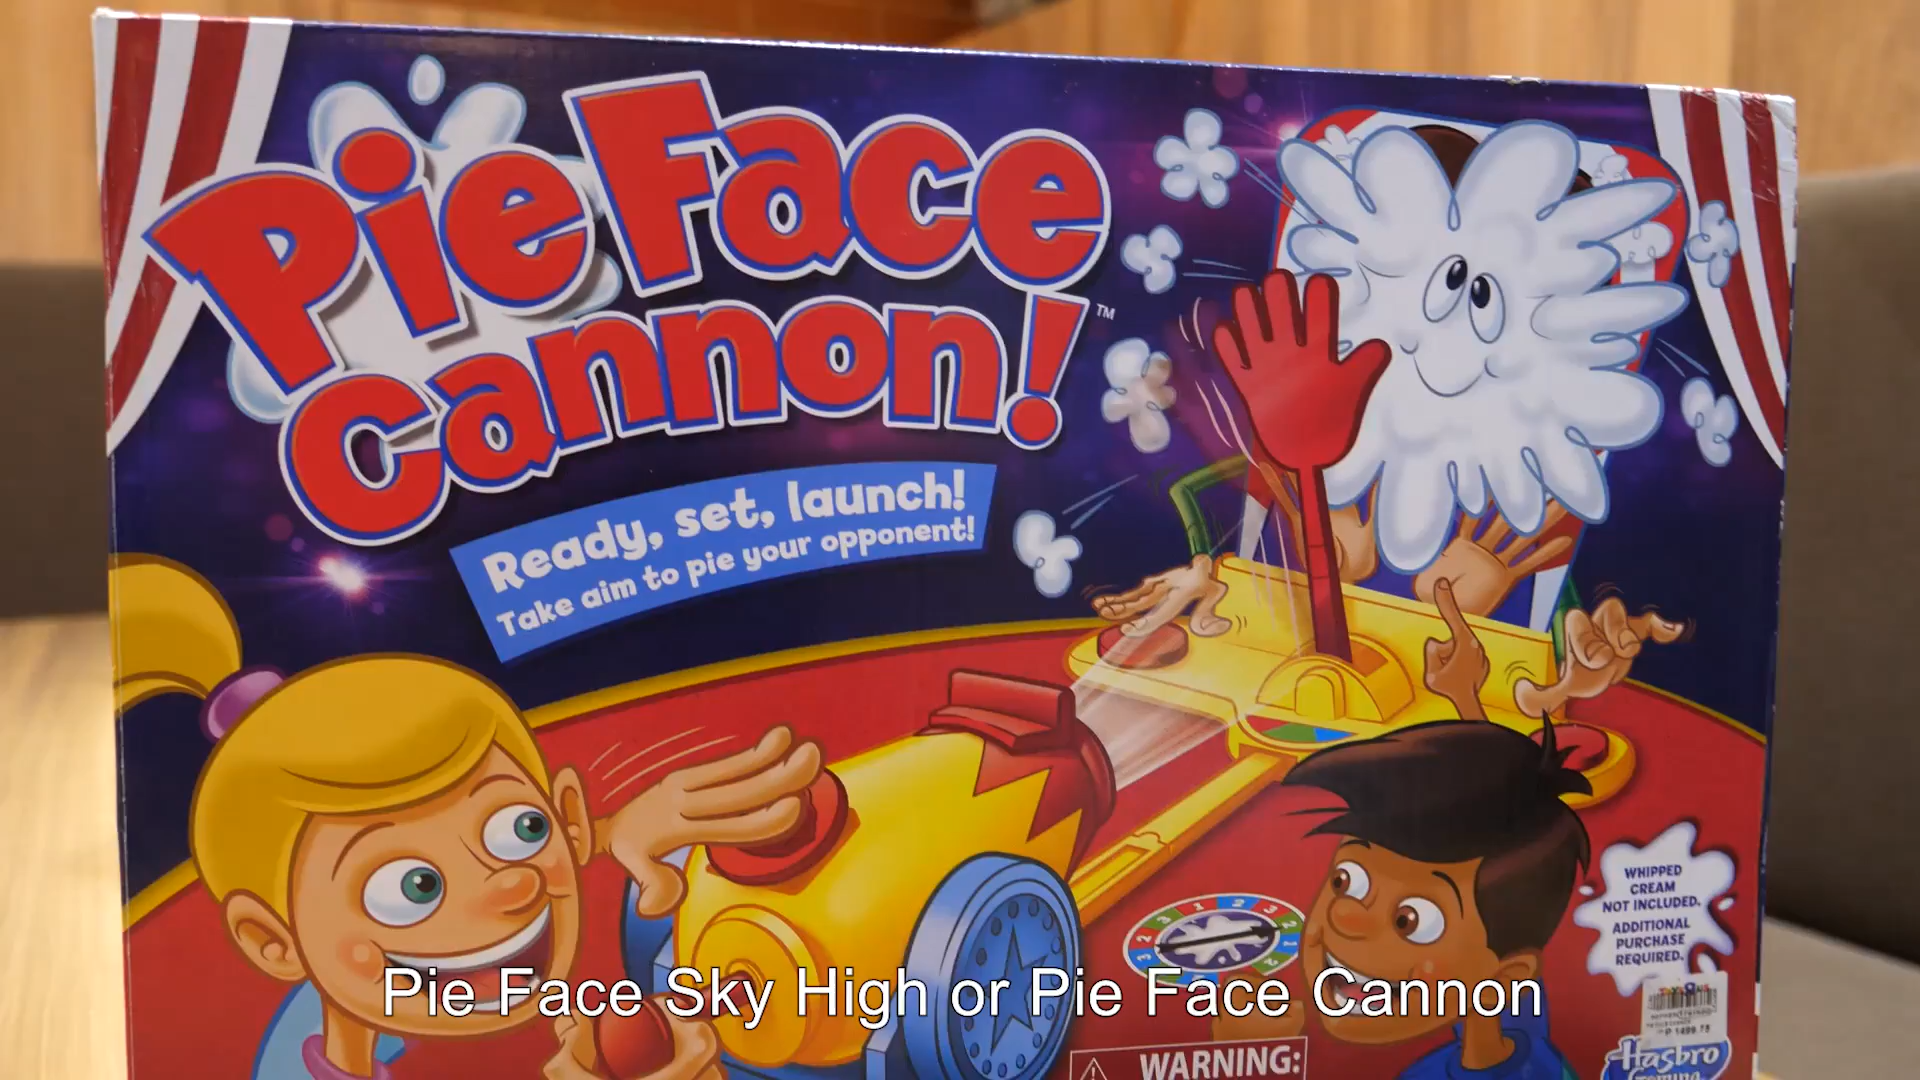 Pie Face
Cannon!
TM
Ready, set, launch!
Take aim to pie your opponent!
WHIPPED
CREAM
NOT INCLUDED.
ADDITIONAL
PURCHASE
REQUIRED.
Pie Face Sky High or Pie Face Cannon
WARNING:
Hasbro
Gaming